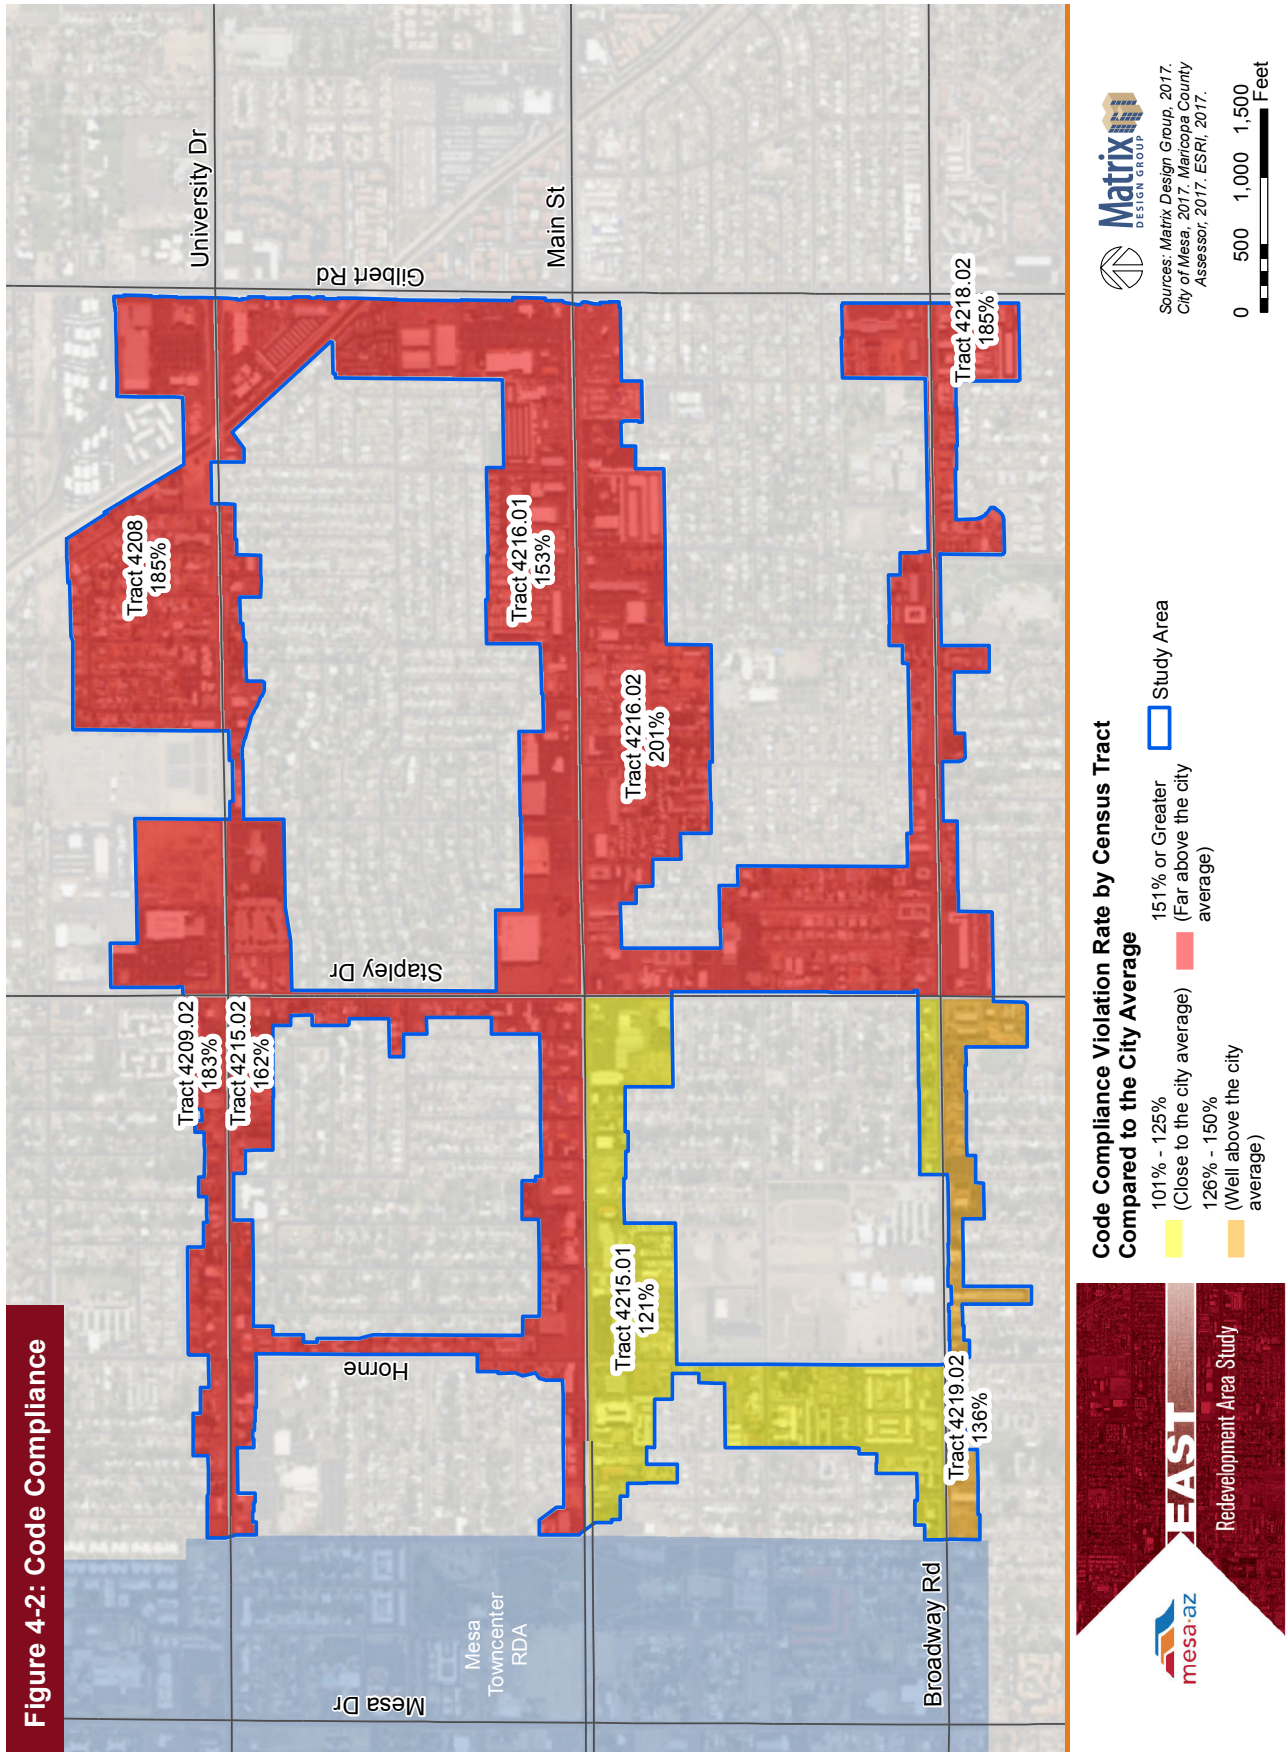 Figure 4-2: Code Compliance
University Dr
Main St
Gilbert Rd
Tract 4208
185%
Tract 4216.01
153%
Tract 4216.02
201%
Tract 4218.02
185%
Stapley Dr
Tract 4209.02
183%
Tract 4215.02
162%
Tract 4215.01
121%
Horne
Tract 4219.02
136%
Broadway Rd
Mesa
Towncenter
RDA
Mesa Dr
mesa·az
EAST
Redevelopment Area Study
Code Compliance Violation Rate by Census Tract
Compared to the City Average
101% - 125%
(Close to the city average)
126% - 150%
(Well above the city
average)
151% or Greater
(Far above the city
average)
Study Area
Matrix
DESIGN GROUP
Sources: Matrix Design Group, 2017.
City of Mesa, 2017. Maricopa County
Assessor, 2017. ESRI, 2017.
0 500 1,000 1,500
Feet